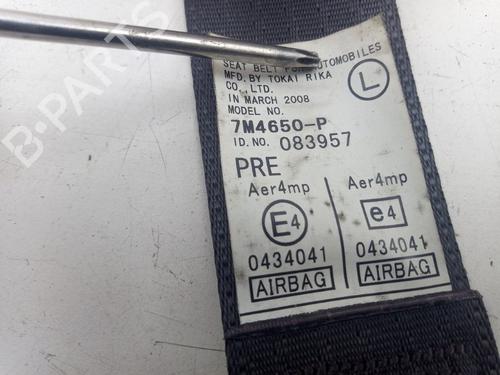 SEAT BELT FOR AUTOMOBILES
MFD. BY TOKAI RIKA
CO., LTD.
IN MARCH 2008
MODEL NO.
7M4650-P
ID. NO. 083957
L
PRE
Aer4mp
E4
0434041
AIRBAG
Aer4mp
e4
0434041
AIRBAG
B-Parts